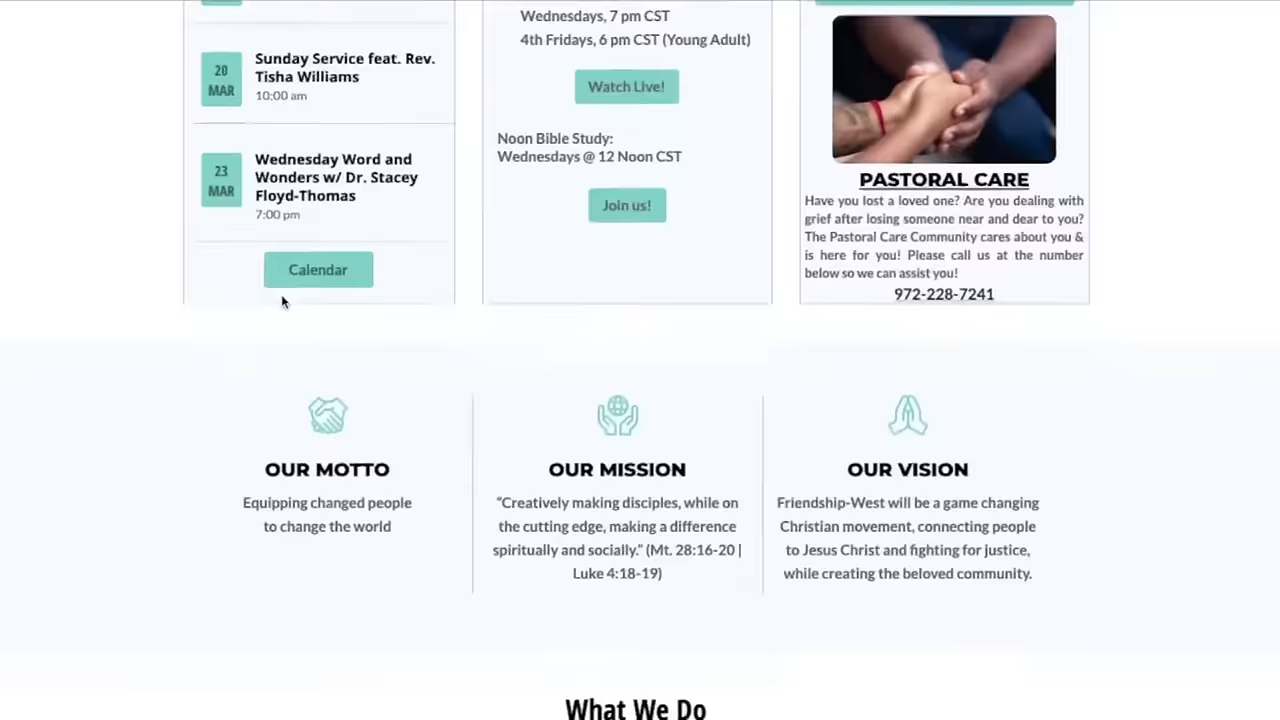 20
MAR
Sunday Service feat. Rev.
Tisha Williams
10:00 am
23
MAR
Wednesday Word and
Wonders w/ Dr. Stacey
Floyd-Thomas
7:00 pm
Calendar
Wednesdays, 7 pm CST
4th Fridays, 6 pm CST (Young Adult)
Watch Live!
Noon Bible Study:
Wednesdays @ 12 Noon CST
Join us!
PASTORAL CARE
Have you lost a loved one? Are you dealing with
grief after losing someone near and dear to you?
The Pastoral Care Community cares about you &
is here for you! Please call us at the number
below so we can assist you!
972-228-7241
OUR MOTTO
Equipping changed people
to change the world
OUR MISSION
“Creatively making disciples, while on
the cutting edge, making a difference
spiritually and socially.” (Mt. 28:16-20 |
Luke 4:18-19)
OUR VISION
Friendship-West will be a game changing
Christian movement, connecting people
to Jesus Christ and fighting for justice,
while creating the beloved community.
What We Do